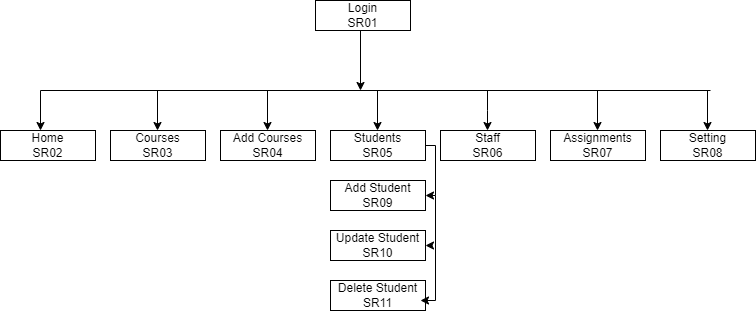 Login
SR01
Home
SR02
Courses
SR03
Add Courses
SR04
Students
SR05
Staff
SR06
Assignments
SR07
Setting
SR08
Add Student
SR09
Update Student
SR10
Delete Student
SR11